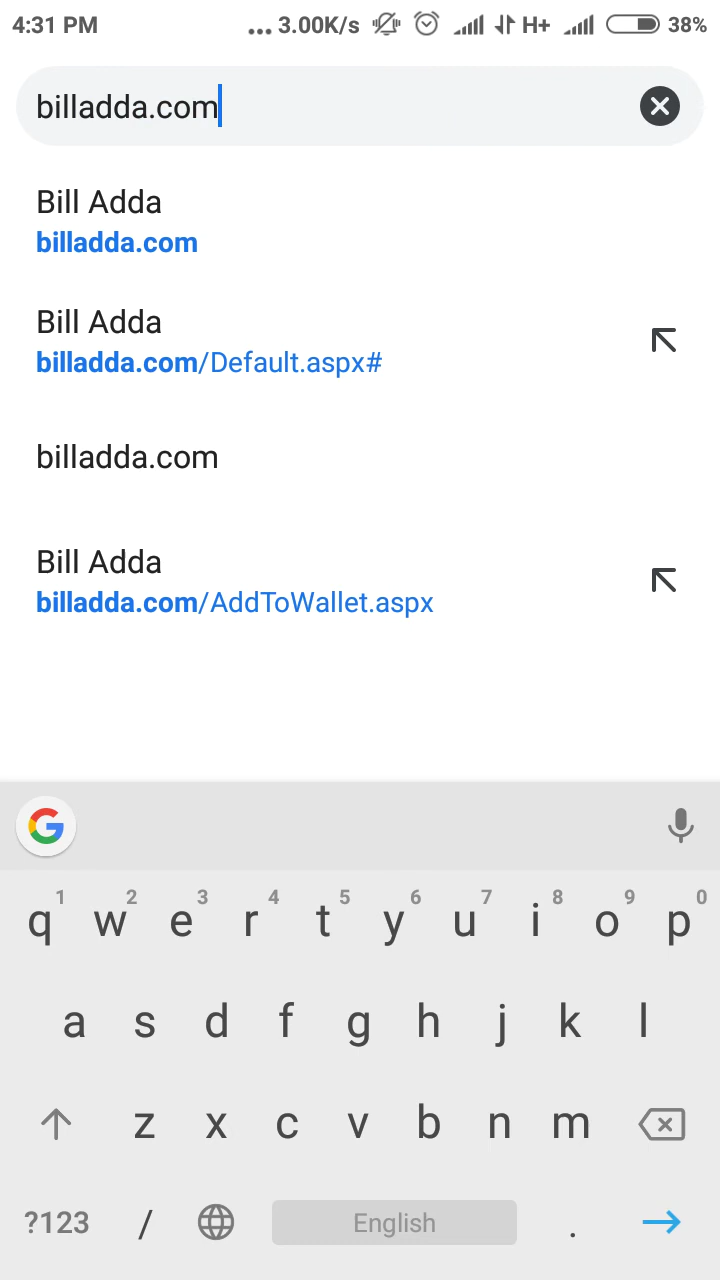 4:31 PM ... 3.00K/s H+ 38%
billadda.com
Bill Adda
billadda.com
Bill Adda
billadda.com/Default.aspx#
billadda.com
Bill Adda
billadda.com/AddToWallet.aspx
G
1 2 3 4 5 6 7 8 9 0
q w e r t y u i o p
a s d f g h j k l
z x c v b n m
?123 / English .